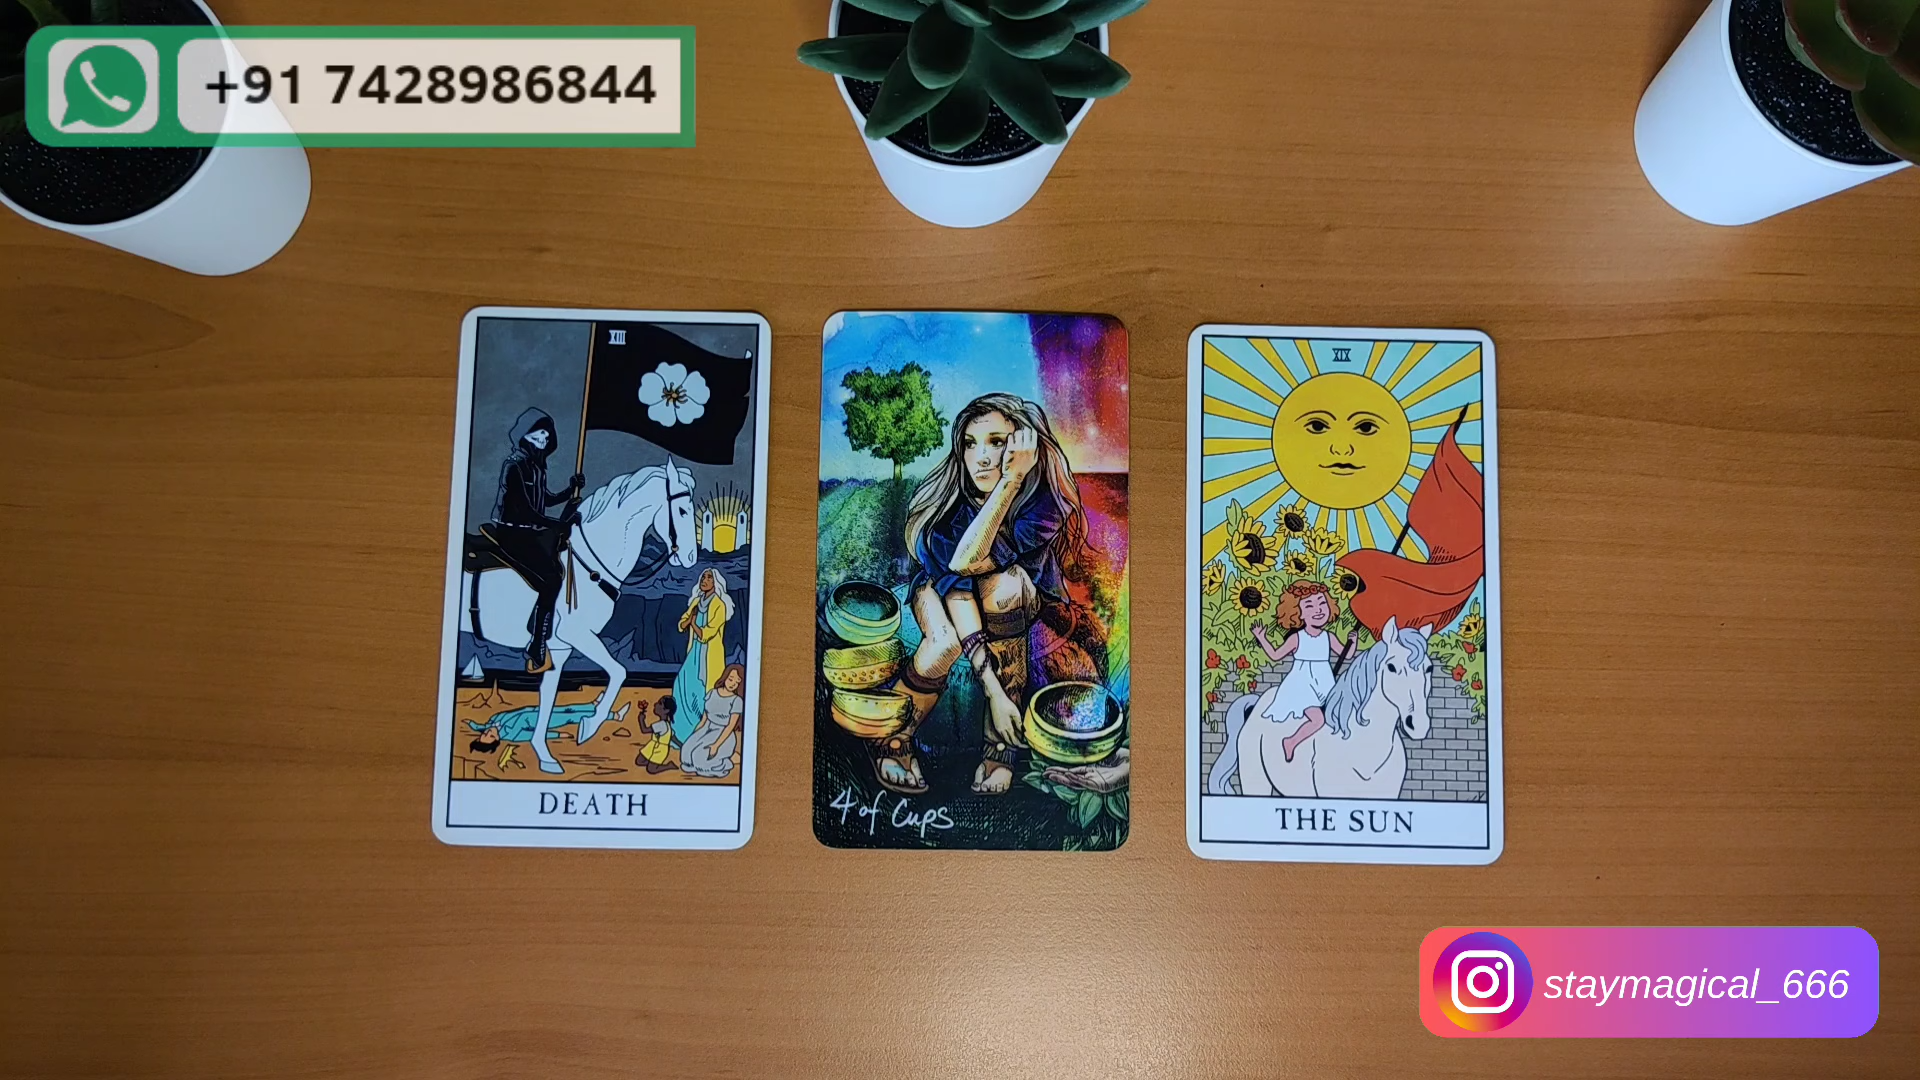 +91 7428986844
XIII
XIX
DEATH
4 of Cups
THE SUN
staymagical_666